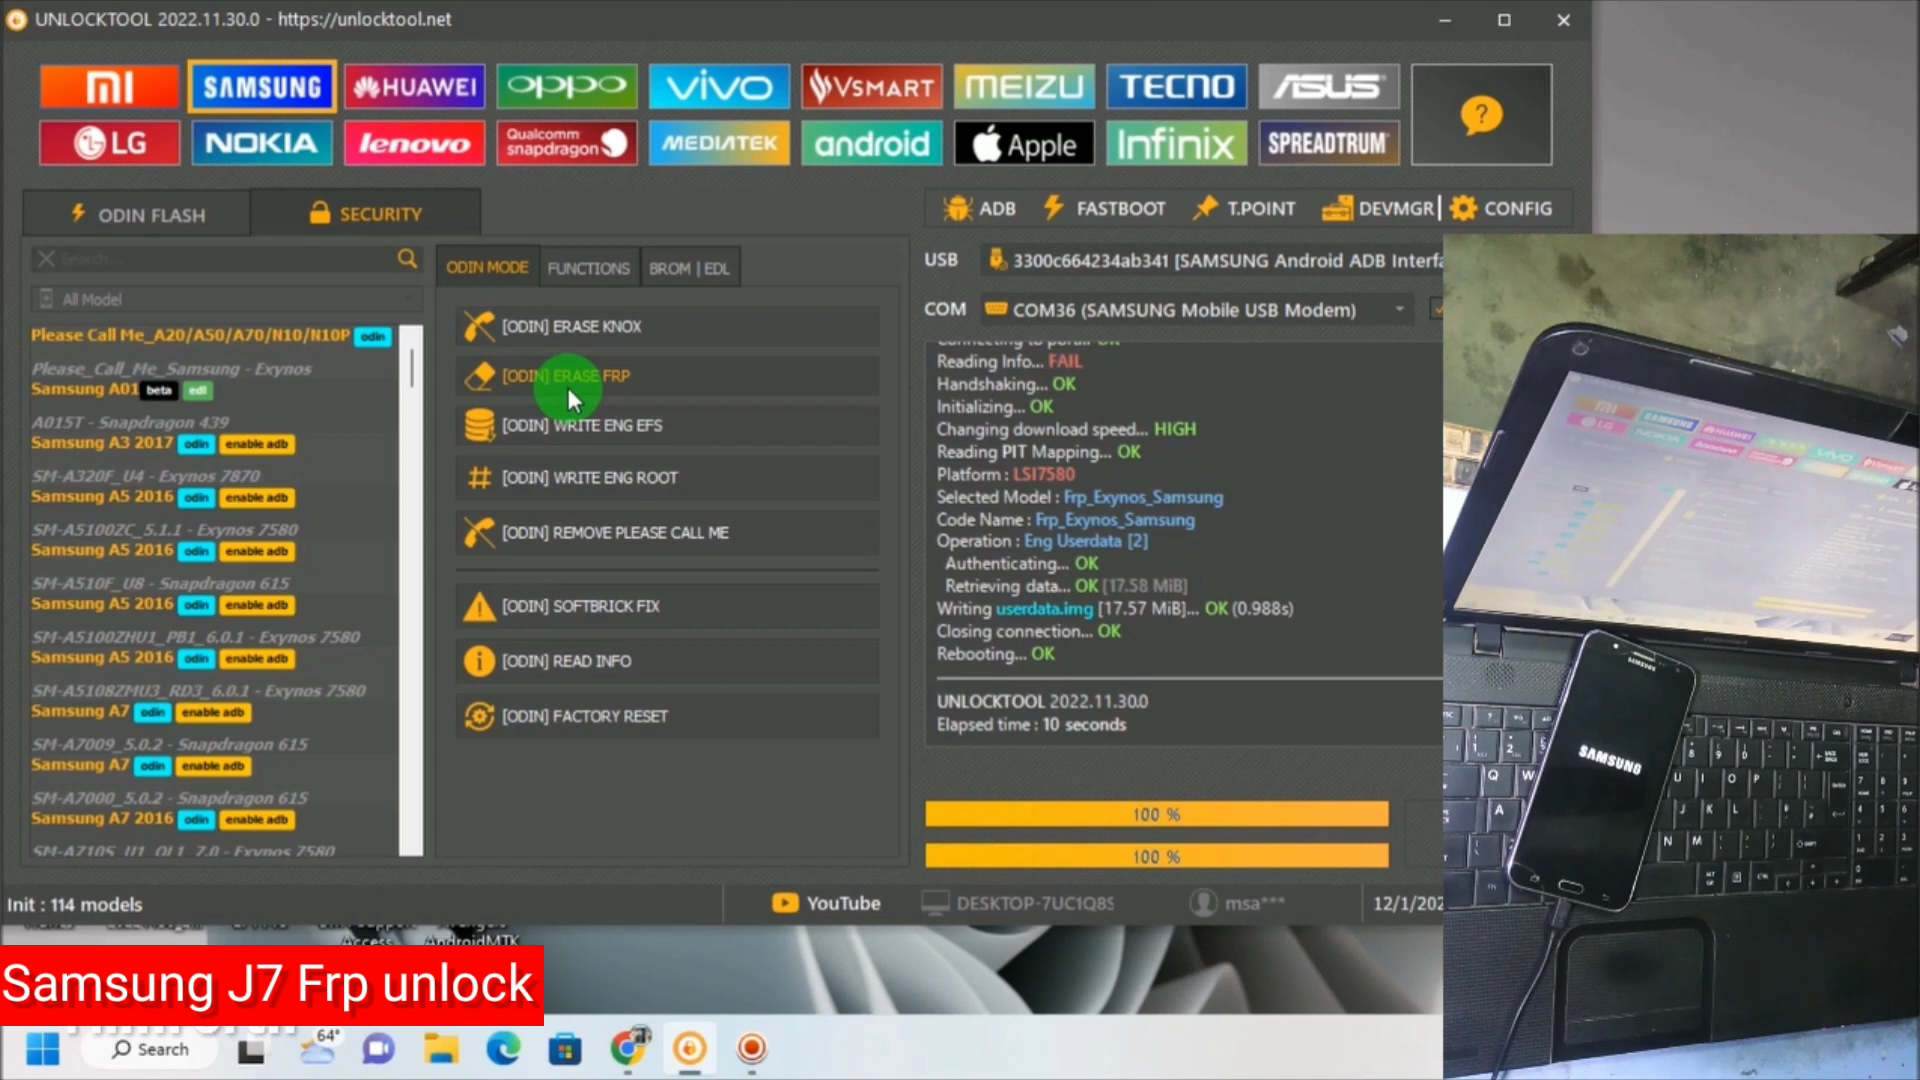 UNLOCKTOOL 2022.11.30.0 - https://unlocktool.net
MI SAMSUNG HUAWEI oppo vivo VSMART MEIZU TECNO ASUS
LG NOKIA lenovo Qualcomm snapdragon MEDIATEK android Apple Infinix SPREADTRUM
ODIN FLASH SECURITY
ADB FASTBOOT T.POINT DEVMGR CONFIG
Search...
All Model
Please Call Me_A20/A50/A70/N10/N10P odin
Please_Call_Me_Samsung - Exynos
Samsung A01 beta edl
A015T - Snapdragon 439
Samsung A3 2017 odin enable adb
SM-A320F_U4 - Exynos 7870
Samsung A5 2016 odin enable adb
SM-A5100ZC_5.1.1 - Exynos 7580
Samsung A5 2016 odin enable adb
SM-A510F_U8 - Snapdragon 615
Samsung A5 2016 odin enable adb
SM-A5100ZHU1_PB1_6.0.1 - Exynos 7580
Samsung A5 2016 odin enable adb
SM-A5108ZMU3_RD3_6.0.1 - Exynos 7580
Samsung A7 odin enable adb
SM-A7009_5.0.2 - Snapdragon 615
Samsung A7 odin enable adb
SM-A7000_5.0.2 - Snapdragon 615
Samsung A7 2016 odin enable adb
SM-A710S_U1_QL1_7.0 - Exynos 7580
ODIN MODE FUNCTIONS BROM | EDL
[ODIN] ERASE KNOX
[ODIN] ERASE FRP
[ODIN] WRITE ENG EFS
[ODIN] WRITE ENG ROOT
[ODIN] REMOVE PLEASE CALL ME
[ODIN] SOFTBRICK FIX
[ODIN] READ INFO
[ODIN] FACTORY RESET
USB 3300c664234ab341 [SAMSUNG Android ADB Interfa
COM COM36 (SAMSUNG Mobile USB Modem)
Reading Info... FAIL
Handshaking... OK
Initializing... OK
Changing download speed... HIGH
Reading PIT Mapping... OK
Platform : LSI7580
Selected Model : Frp_Exynos_Samsung
Code Name : Frp_Exynos_Samsung
Operation : Eng Userdata [2]
Authenticating... OK
Retrieving data... OK [17.58 MiB]
Writing userdata.img [17.57 MiB]... OK (0.988s)
Closing connection... OK
Rebooting... OK
UNLOCKTOOL 2022.11.30.0
Elapsed time : 10 seconds
100 %
100 %
Init : 114 models
YouTube DESKTOP-7UC1Q8S msa*** 12/1/202
Access AndroidMTK
Samsung J7 Frp unlock
Search 64°
SAMSUNG